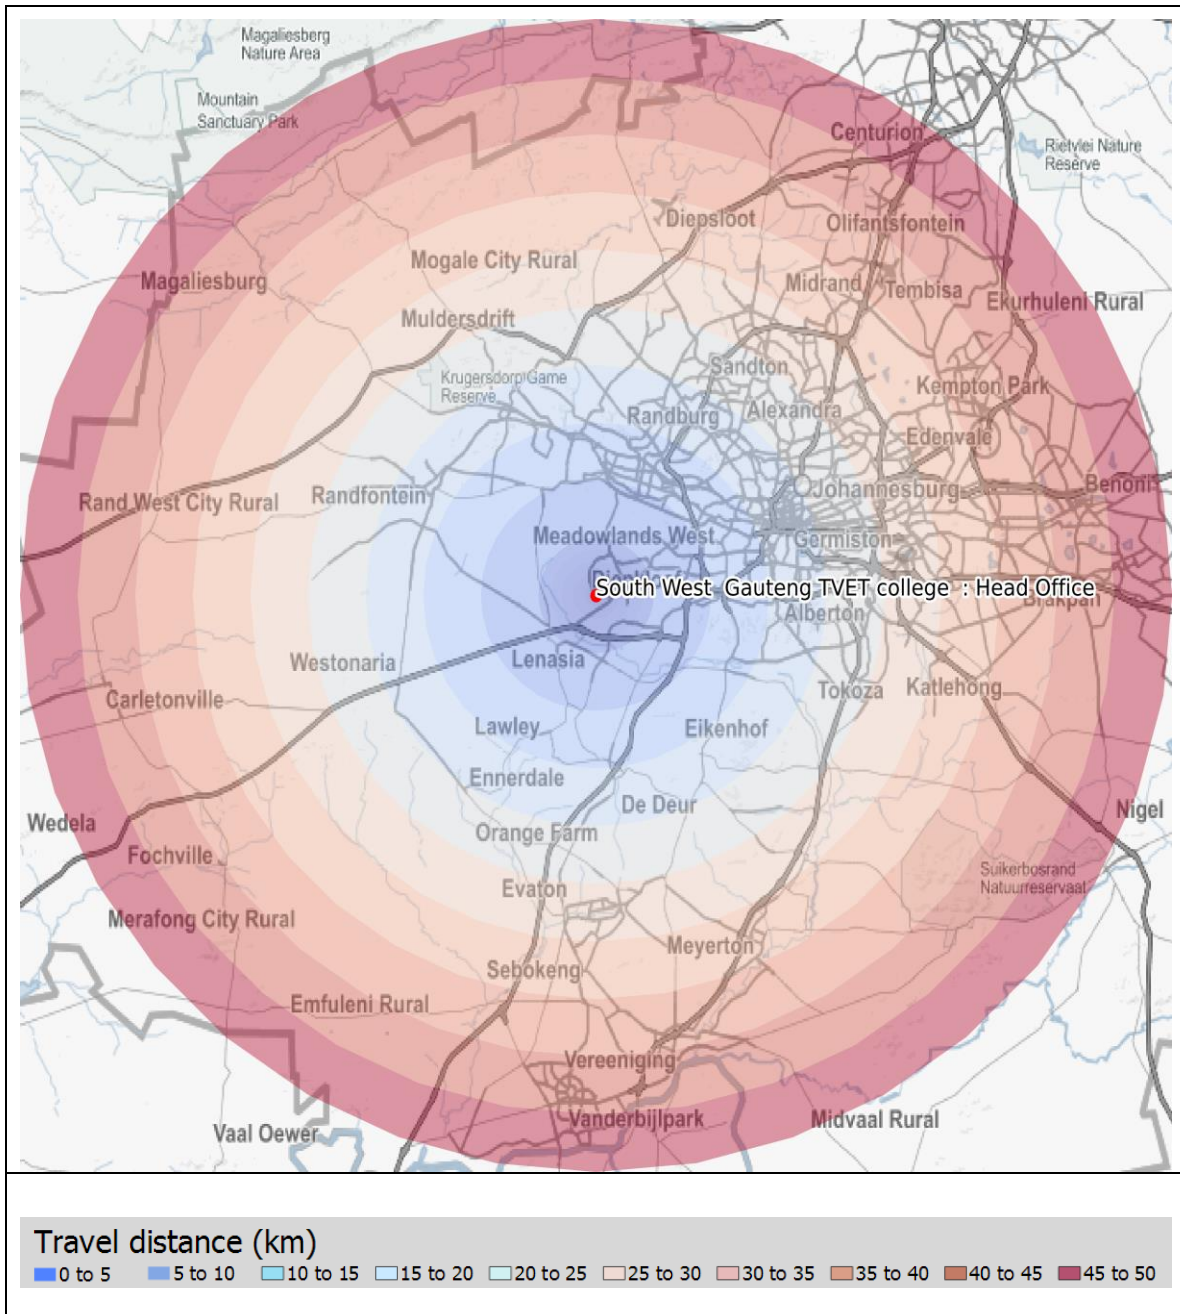 Magaliesberg
Nature Area
Mountain
Sanctuary Park
Centurion
Rietvlei Nature
Reserve
Diepsloot
Olifantsfontein
Mogale City Rural
Magaliesburg
Midrand
Tembisa
Ekurhuleni Rural
Muldersdrift
Sandton
Krugersdorp Game
Reserve
Kempton Park
Randburg
Alexandra
Edenvale
Rand West City Rural
Randfontein
Johannesburg
Benoni
Meadowlands West
Germiston
South West Gauteng TVET college : Head Office
Brakpan
Alberton
Westonaria
Lenasia
Carletonville
Tokoza
Katlehong
Lawley
Eikenhof
Ennerdale
De Deur
Wedela
Nigel
Orange Farm
Fochville
Suikerbosrand
Natuurreservaat
Evaton
Merafong City Rural
Meyerton
Sebokeng
Emfuleni Rural
Vereeniging
Vanderbijlpark
Midvaal Rural
Vaal Oewer
Travel distance (km)
0 to 5 5 to 10 10 to 15 15 to 20 20 to 25 25 to 30 30 to 35 35 to 40 40 to 45 45 to 50